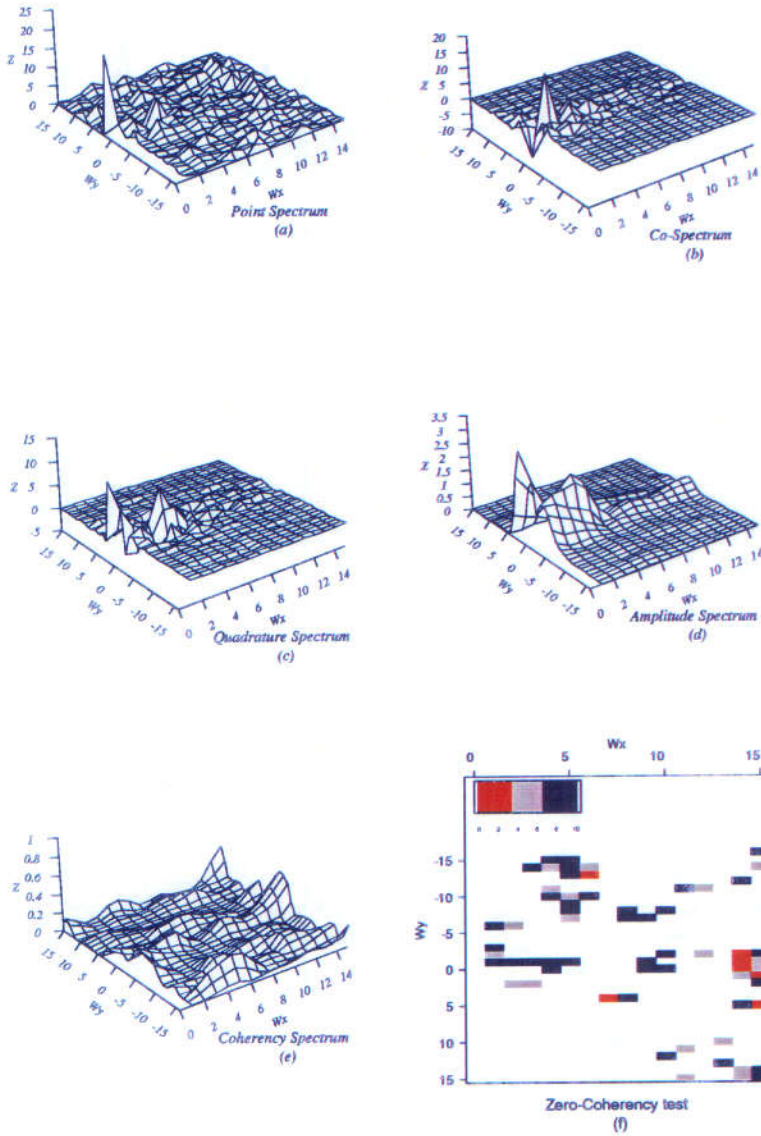 25
20
15
10
5
0
Z
15 10 5 0 -5 -10 -15
Wy
0 2 4 6 8 10 12 14
Wx
Point Spectrum
(a)
20
15
10
5
0
-5
-10
Z
15 10 5 0 -5 -10 -15
Wy
0 2 4 6 8 10 12 14
Wx
Co-Spectrum
(b)
15
10
5
0
-5
Z
15 10 5 0 -5 -10 -15
Wy
0 2 4 6 8 10 12 14
Wx
Quadrature Spectrum
(c)
3.5
3
2.5
2
1.5
1
0.5
0
Z
15 10 5 0 -5 -10 -15
Wy
0 2 4 6 8 10 12 14
Wx
Amplitude Spectrum
(d)
1
0.8
0.6
0.4
0.2
0
Z
15 10 5 0 -5 -10 -15
Wy
0 2 4 6 8 10 12 14
Wx
Coherency Spectrum
(e)
Wx
0 5 10 15
0 2 4 6 8 10
-15
-10
-5
0
5
10
15
Wy
Zero-Coherency test
(f)